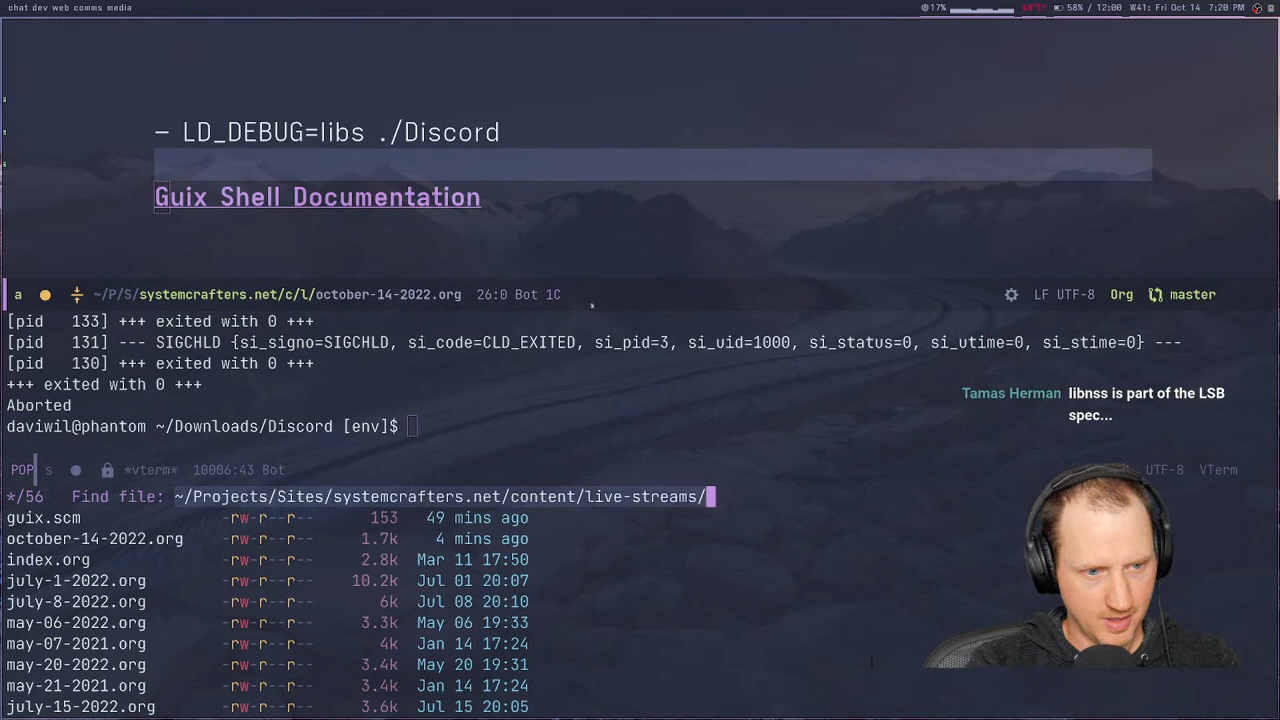 chat dev web comms media
17%
68°C
58% / 12:00
W41: Fri Oct 14
7:20 PM
– LD_DEBUG=libs ./Discord
Guix Shell Documentation
a ~/P/S/systemcrafters.net/c/l/october-14-2022.org 26:0 Bot 1C LF UTF-8 Org master
[pid 133] +++ exited with 0 +++
[pid 131] --- SIGCHLD {si_signo=SIGCHLD, si_code=CLD_EXITED, si_pid=3, si_uid=1000, si_status=0, si_utime=0, si_stime=0} ---
[pid 130] +++ exited with 0 +++
+++ exited with 0 +++
Aborted
daviwil@phantom ~/Downloads/Discord [env]$
Tamas Herman libnss is part of the LSB
spec...
POP s *vterm* 10006:43 Bot UTF-8 VTerm
*/56 Find file: ~/Projects/Sites/systemcrafters.net/content/live-streams/
guix.scm -rw-r--r-- 153 49 mins ago
october-14-2022.org -rw-r--r-- 1.7k 4 mins ago
index.org -rw-r--r-- 2.8k Mar 11 17:50
july-1-2022.org -rw-r--r-- 10.2k Jul 01 20:07
july-8-2022.org -rw-r--r-- 6k Jul 08 20:10
may-06-2022.org -rw-r--r-- 3.3k May 06 19:33
may-07-2021.org -rw-r--r-- 4k Jan 14 17:24
may-20-2022.org -rw-r--r-- 3.4k May 20 19:31
may-21-2021.org -rw-r--r-- 3.4k Jan 14 17:24
july-15-2022.org -rw-r--r-- 3.6k Jul 15 20:05